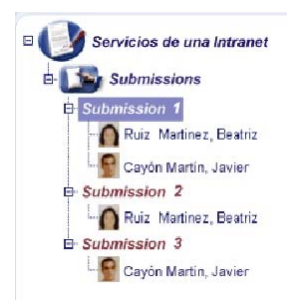 Servicios de una Intranet
Submissions
Submission 1
Ruiz Martinez, Beatriz
Cayón Martín, Javier
Submission 2
Ruiz Martinez, Beatriz
Submission 3
Cayón Martín, Javier